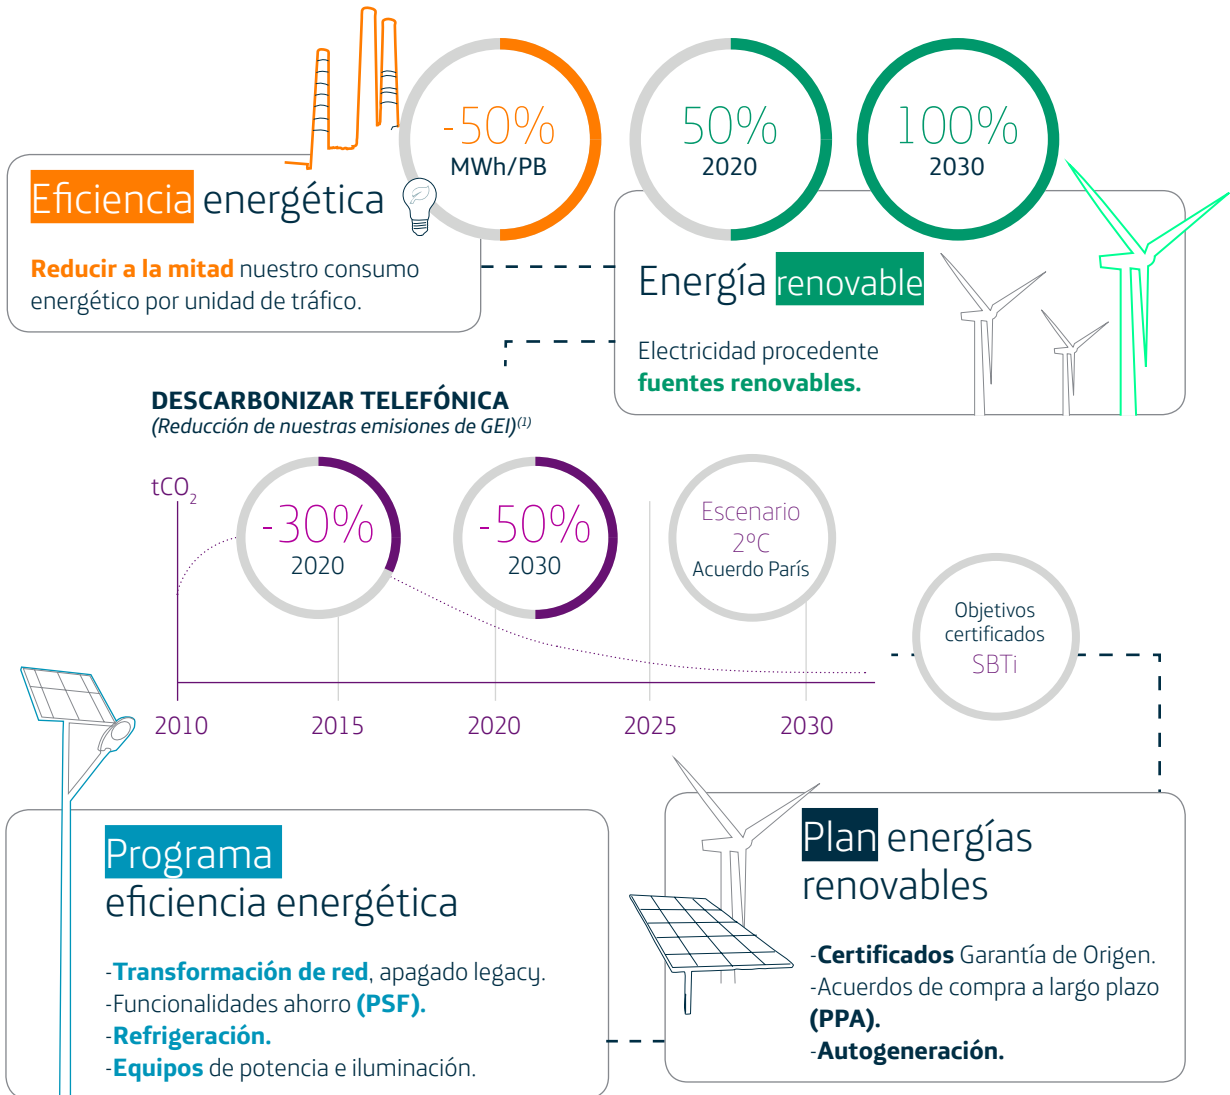 -50%
MWh/PB
50%
2020
100%
2030
Eficiencia energética
Reducir a la mitad nuestro consumo
energético por unidad de tráfico.
Energía renovable
Electricidad procedente
fuentes renovables.
DESCARBONIZAR TELEFÓNICA
(Reducción de nuestras emisiones de GEI)(1)
tCO2
-30%
2020
-50%
2030
Escenario
2ºC
Acuerdo París
Objetivos
certificados
SBTi
2010 2015 2020 2025 2030
Programa
eficiencia energética
-Transformación de red, apagado legacy.
-Funcionalidades ahorro (PSF).
-Refrigeración.
-Equipos de potencia e iluminación.
Plan energías
renovables
-Certificados Garantía de Origen.
-Acuerdos de compra a largo plazo
(PPA).
-Autogeneración.